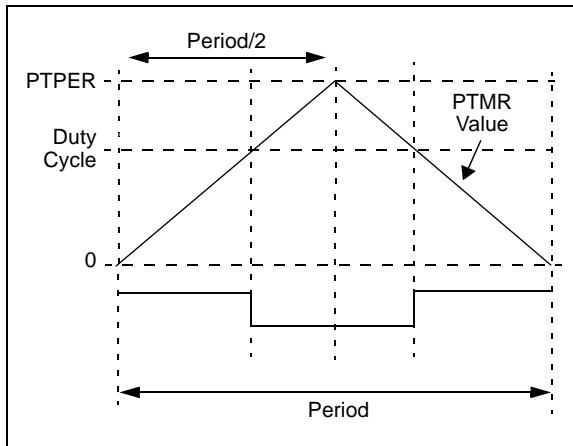 Period/2
PTPER
PTMR
Value
Duty
Cycle
0
Period